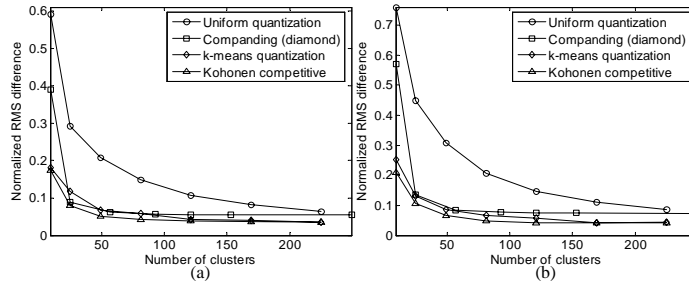 0.6
0.5
0.4
0.3
0.2
0.1
0
Normalized RMS difference
Uniform quantization
Companding (diamond)
k-means quantization
Kohonen competitive
50
100
150
200
Number of clusters
(a)
0.7
0.6
0.5
0.4
0.3
0.2
0.1
0
Normalized RMS difference
Uniform quantization
Companding (diamond)
k-means quantization
Kohonen competitive
50
100
150
200
Number of clusters
(b)